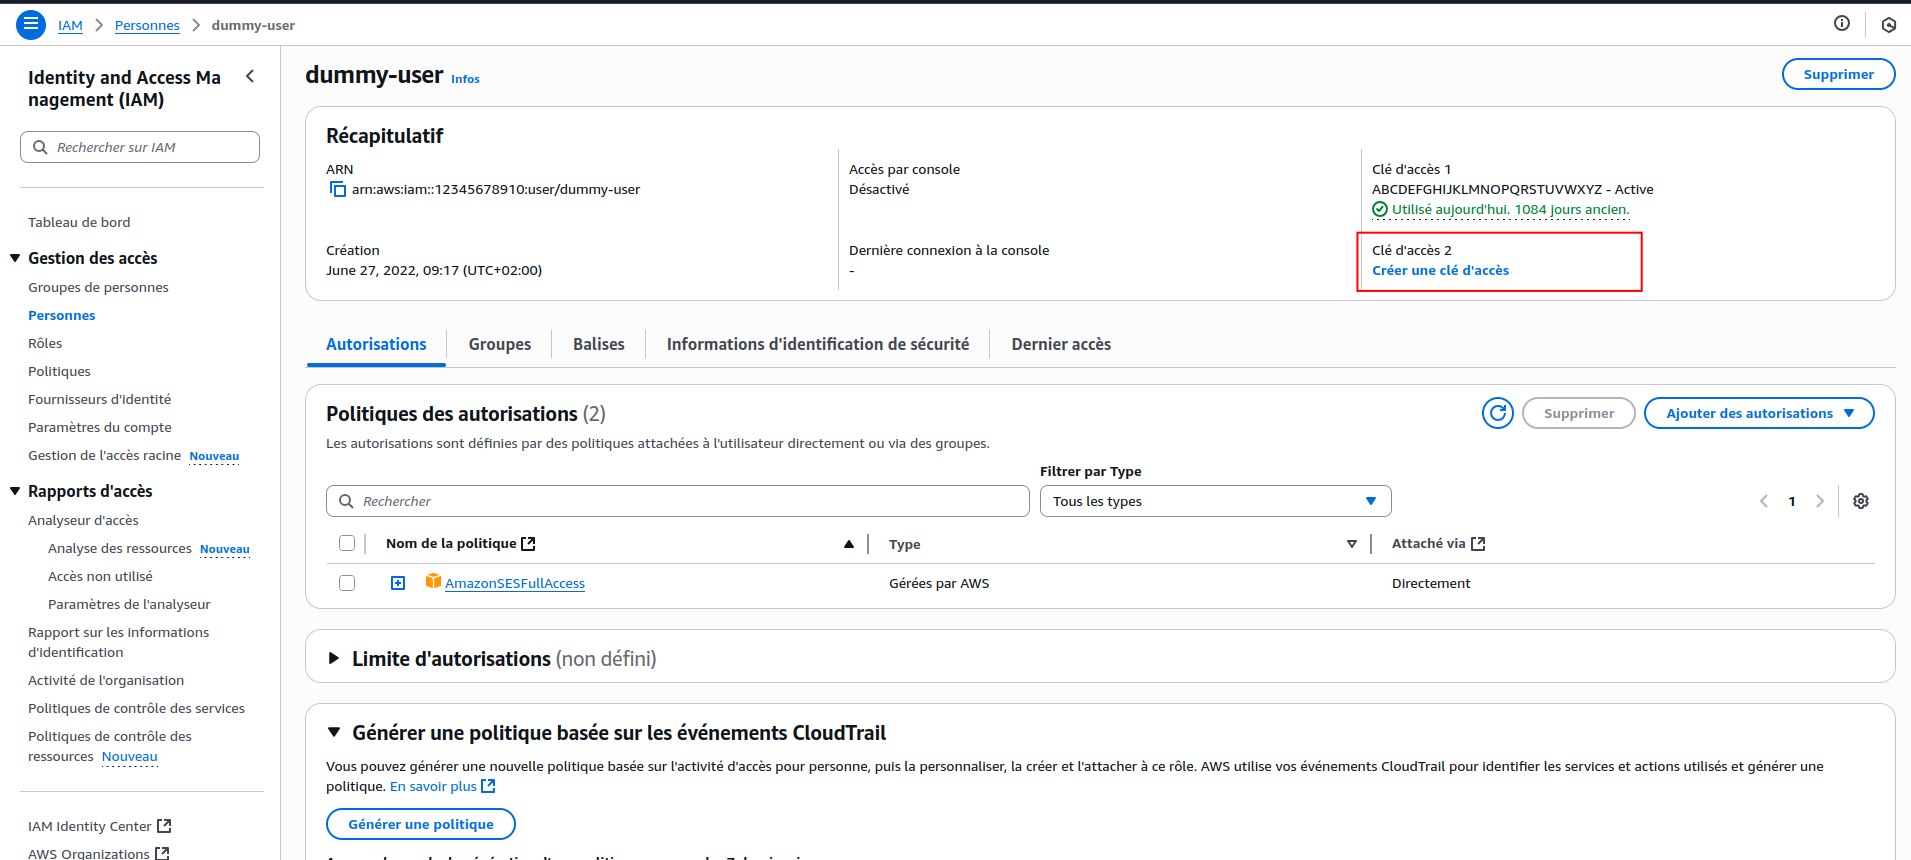 IAM > Personnes > dummy-user
Identity and Access Ma
nagement (IAM)
Rechercher sur IAM
Tableau de bord
Gestion des accès
Groupes de personnes
Personnes
Rôles
Politiques
Fournisseurs d'identité
Paramètres du compte
Gestion de l'accès racine Nouveau
Rapports d'accès
Analyseur d'accès
Analyse des ressources Nouveau
Accès non utilisé
Paramètres de l'analyseur
Rapport sur les informations
d'identification
Activité de l'organisation
Politiques de contrôle des services
Politiques de contrôle des
ressources Nouveau
IAM Identity Center
AWS Organizations
dummy-user Infos
Supprimer
Récapitulatif
ARN
arn:aws:iam::12345678910:user/dummy-user
Création
June 27, 2022, 09:17 (UTC+02:00)
Accès par console
Désactivé
Dernière connexion à la console
-
Clé d'accès 1
ABCDEFGHIJKLMNOPQRSTUVWXYZ - Active
Utilisé aujourd'hui. 1084 jours ancien.
Clé d'accès 2
Créer une clé d'accès
Autorisations Groupes Balises Informations d'identification de sécurité Dernier accès
Politiques des autorisations (2)
Supprimer Ajouter des autorisations
Les autorisations sont définies par des politiques attachées à l'utilisateur directement ou via des groupes.
Filtrer par Type
Rechercher Tous les types 1
Nom de la politique Type Attaché via
AmazonSESFullAccess Gérées par AWS Directement
Limite d'autorisations (non défini)
Générer une politique basée sur les événements CloudTrail
Vous pouvez générer une nouvelle politique basée sur l'activité d'accès pour personne, puis la personnaliser, la créer et l'attacher à ce rôle. AWS utilise vos événements CloudTrail pour identifier les services et actions utilisés et générer une
politique. En savoir plus
Générer une politique